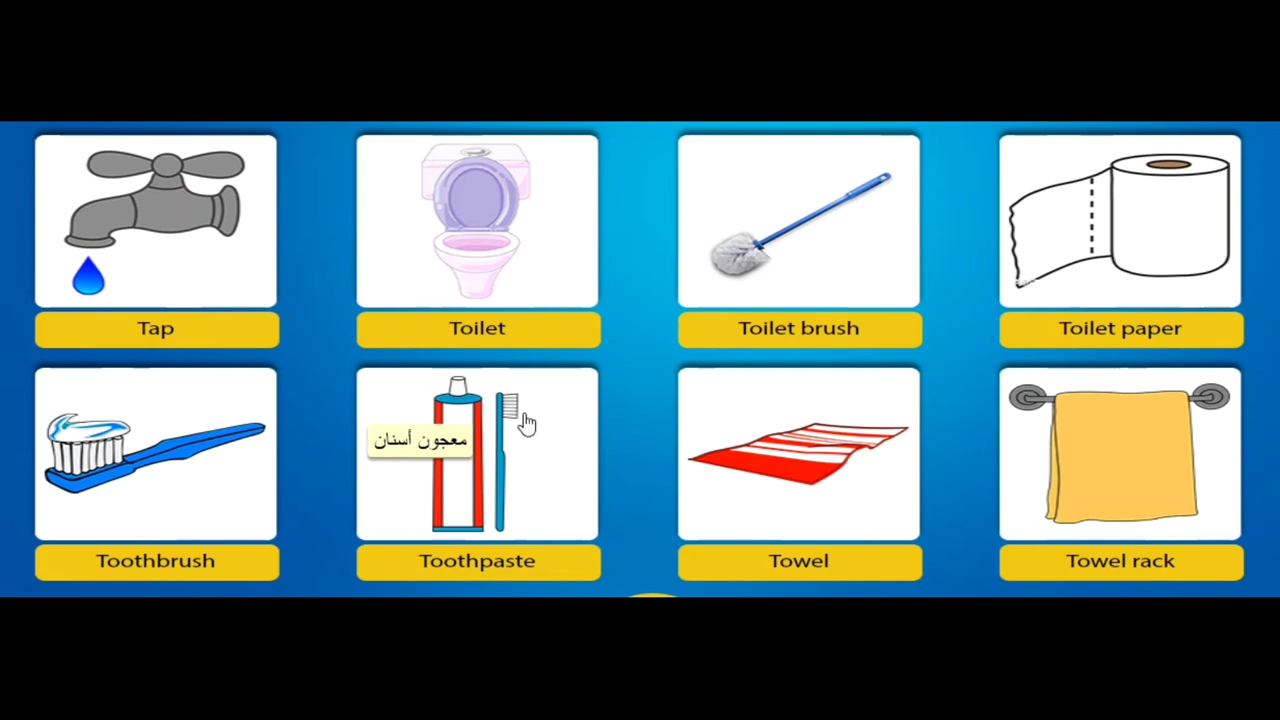 Tap
Toilet
Toilet brush
Toilet paper
معجون أسنان
Toothbrush
Toothpaste
Towel
Towel rack